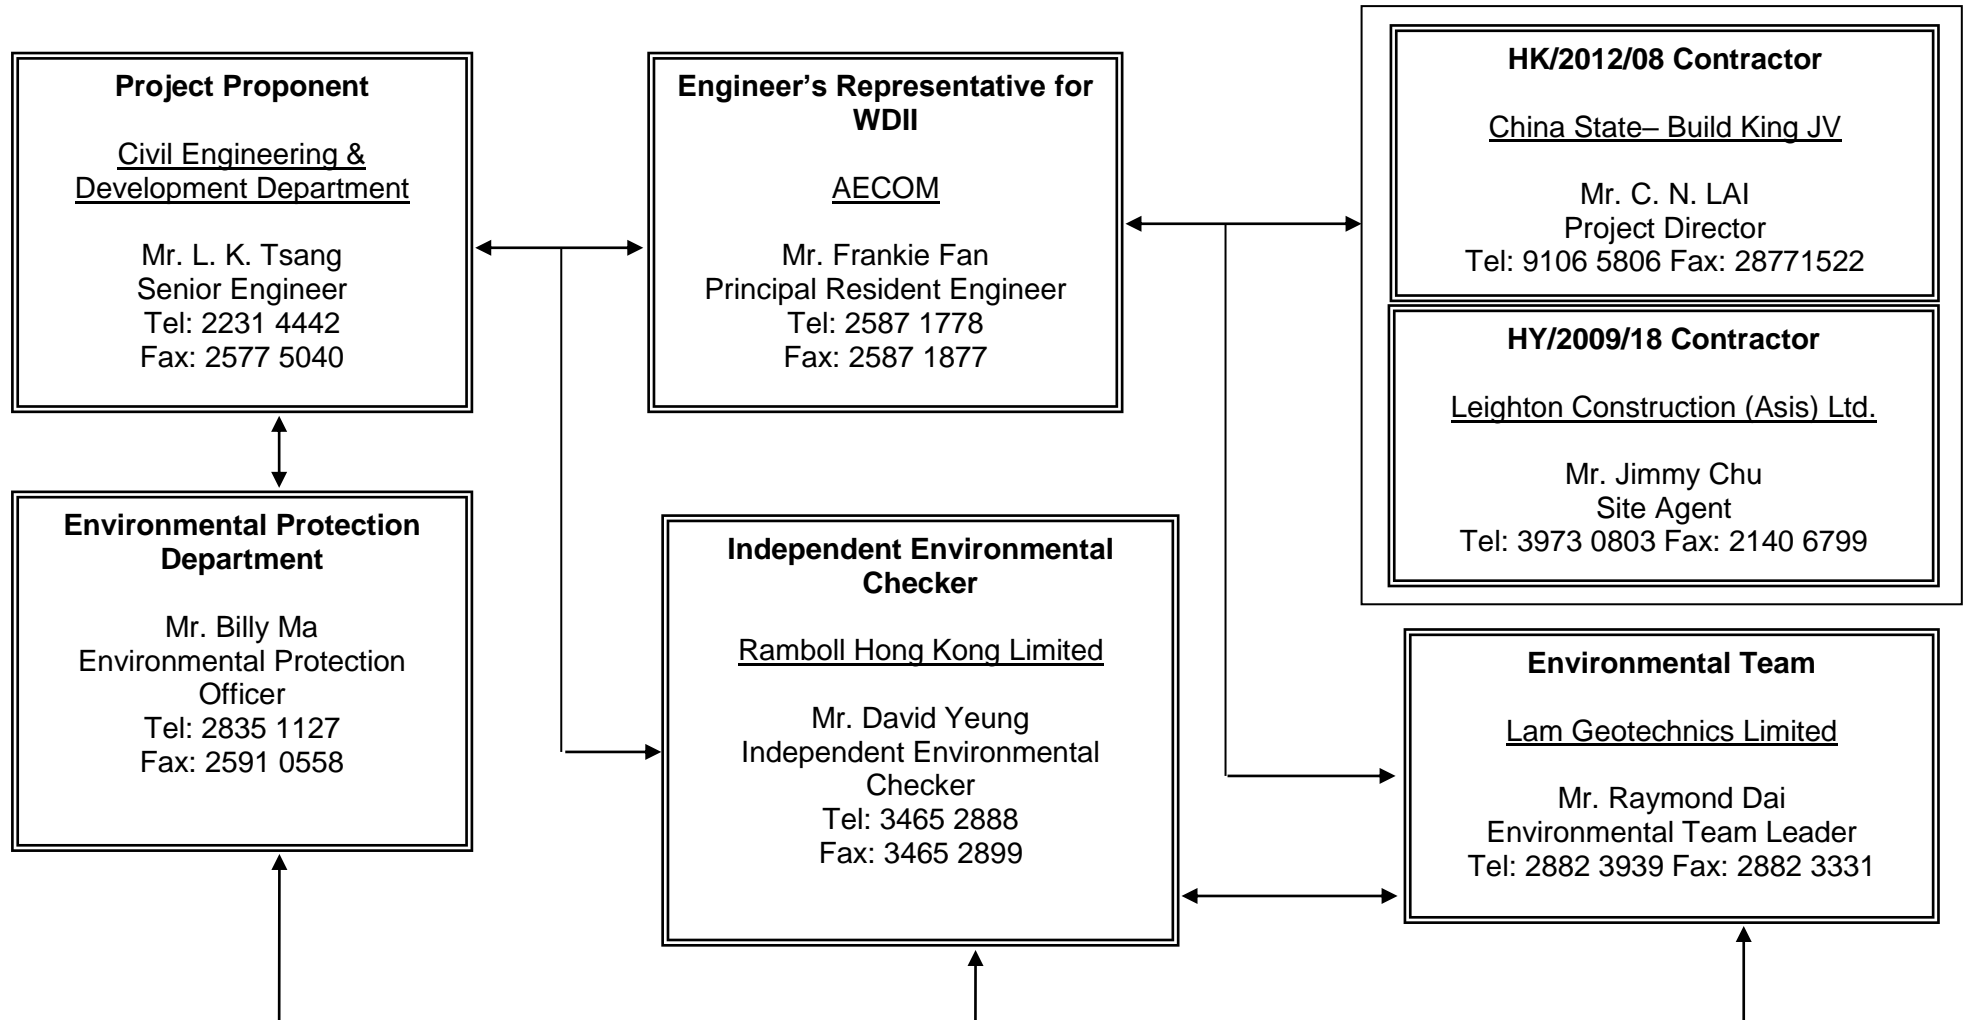 Project Proponent
Civil Engineering &
Development Department
Mr. L. K. Tsang
Senior Engineer
Tel: 2231 4442
Fax: 2577 5040
Engineer’s Representative for
WDII
AECOM
Mr. Frankie Fan
Principal Resident Engineer
Tel: 2587 1778
Fax: 2587 1877
HK/2012/08 Contractor
China State– Build King JV
Mr. C. N. LAI
Project Director
Tel: 9106 5806 Fax: 28771522
HY/2009/18 Contractor
Leighton Construction (Asis) Ltd.
Mr. Jimmy Chu
Site Agent
Tel: 3973 0803 Fax: 2140 6799
Environmental Protection
Department
Mr. Billy Ma
Environmental Protection
Officer
Tel: 2835 1127
Fax: 2591 0558
Independent Environmental
Checker
Ramboll Hong Kong Limited
Mr. David Yeung
Independent Environmental
Checker
Tel: 3465 2888
Fax: 3465 2899
Environmental Team
Lam Geotechnics Limited
Mr. Raymond Dai
Environmental Team Leader
Tel: 2882 3939 Fax: 2882 3331